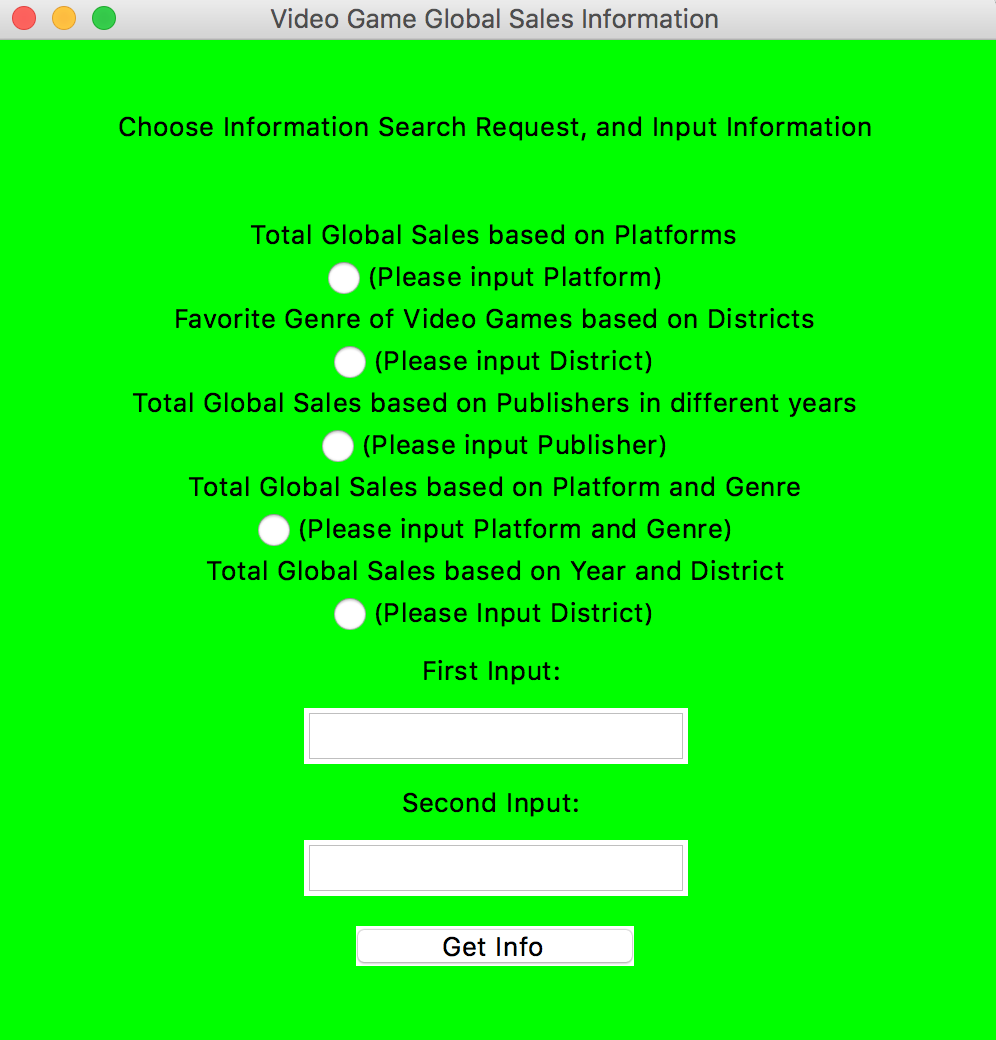 Video Game Global Sales Information
Choose Information Search Request, and Input Information
Total Global Sales based on Platforms
(Please input Platform)
Favorite Genre of Video Games based on Districts
(Please input District)
Total Global Sales based on Publishers in different years
(Please input Publisher)
Total Global Sales based on Platform and Genre
(Please input Platform and Genre)
Total Global Sales based on Year and District
(Please Input District)
First Input:
Second Input:
Get Info